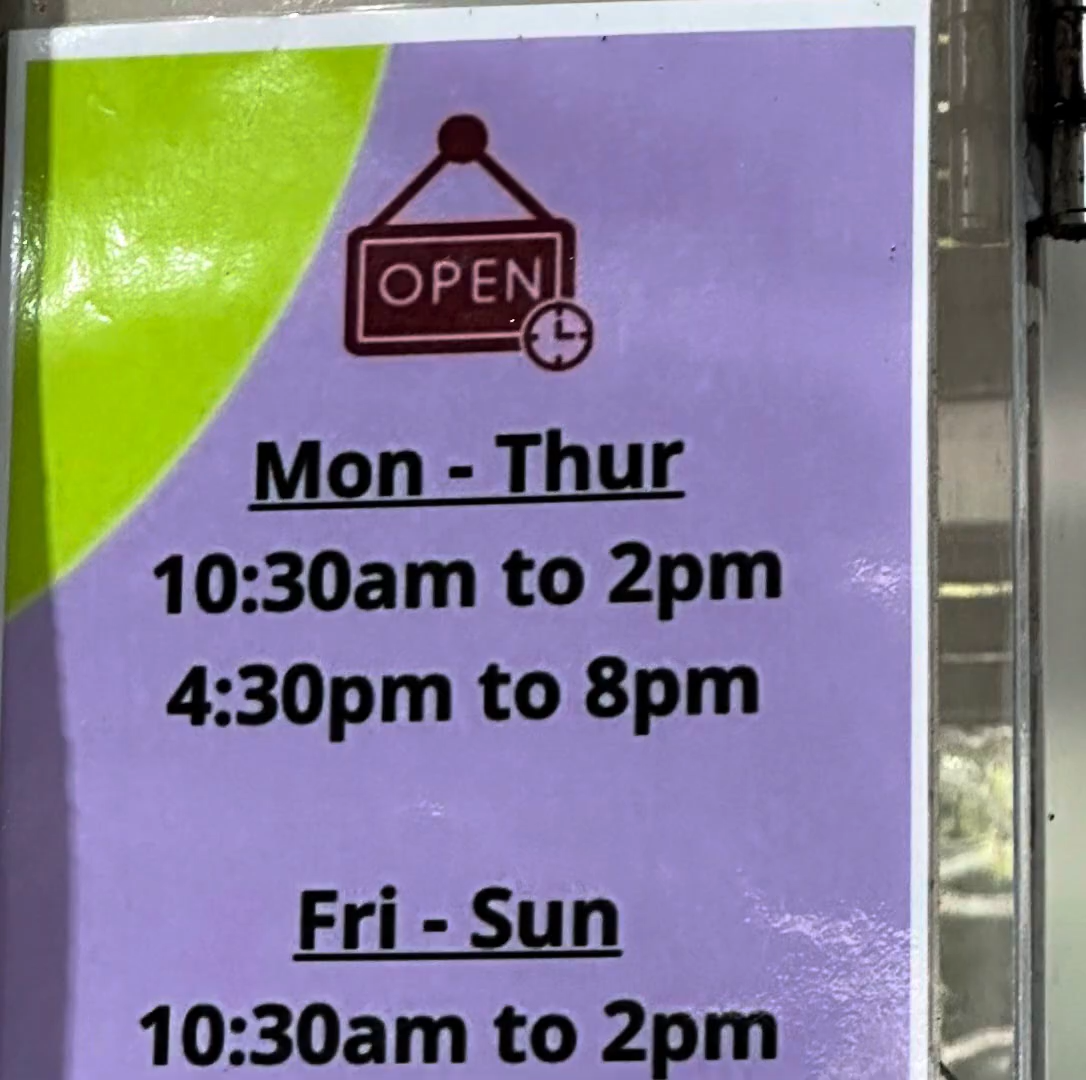 OPEN
Mon - Thur
10:30am to 2pm
4:30pm to 8pm
Fri - Sun
10:30am to 2pm